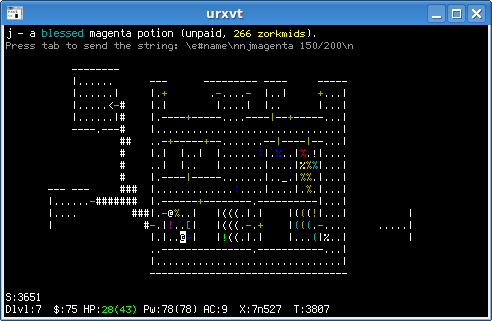 urxvt
j - a blessed magenta potion (unpaid, 266 zorkmids).
Press tab to send the string: \e#name\nnjmagenta 150/200\n
S:3651
Dlvl:7 $:75 HP:28(43) Pw:78(78) AC:9 X:7n527 T:3807